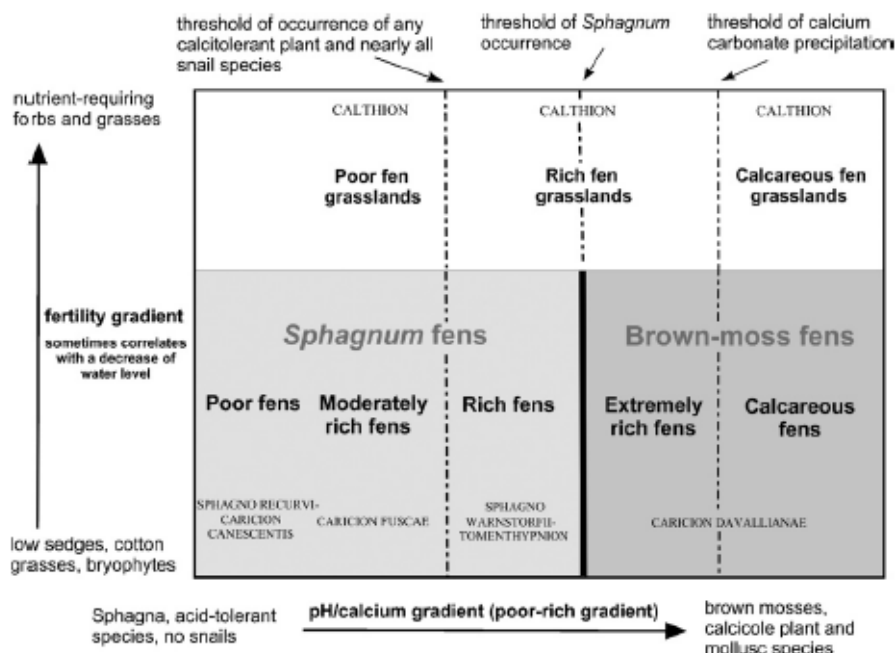 threshold of occurrence of any
calcitolerant plant and nearly all
snail species
threshold of Sphagnum
occurrence
threshold of calcium
carbonate precipitation
nutrient-requiring
forbs and grasses
CALTHION
CALTHION
CALTHION
Poor fen
grasslands
Rich fen
grasslands
Calcareous fen
grasslands
fertility gradient
sometimes correlates
with a decrease of
water level
Sphagnum fens
Brown-moss fens
Poor fens
Moderately
rich fens
Rich fens
Extremely
rich fens
Calcareous
fens
SPHAGNO RECURVI-
CARICION
CANESCENTIS
CARICION FUSCAE
SPHAGNO
WARNSTORFII-
TOMENTHYPNION
CARICION DAVALLIANAE
low sedges, cotton
grasses, bryophytes
Sphagna, acid-tolerant
species, no snails
pH/calcium gradient (poor-rich gradient)
brown mosses,
calcicole plant and
mollusc species